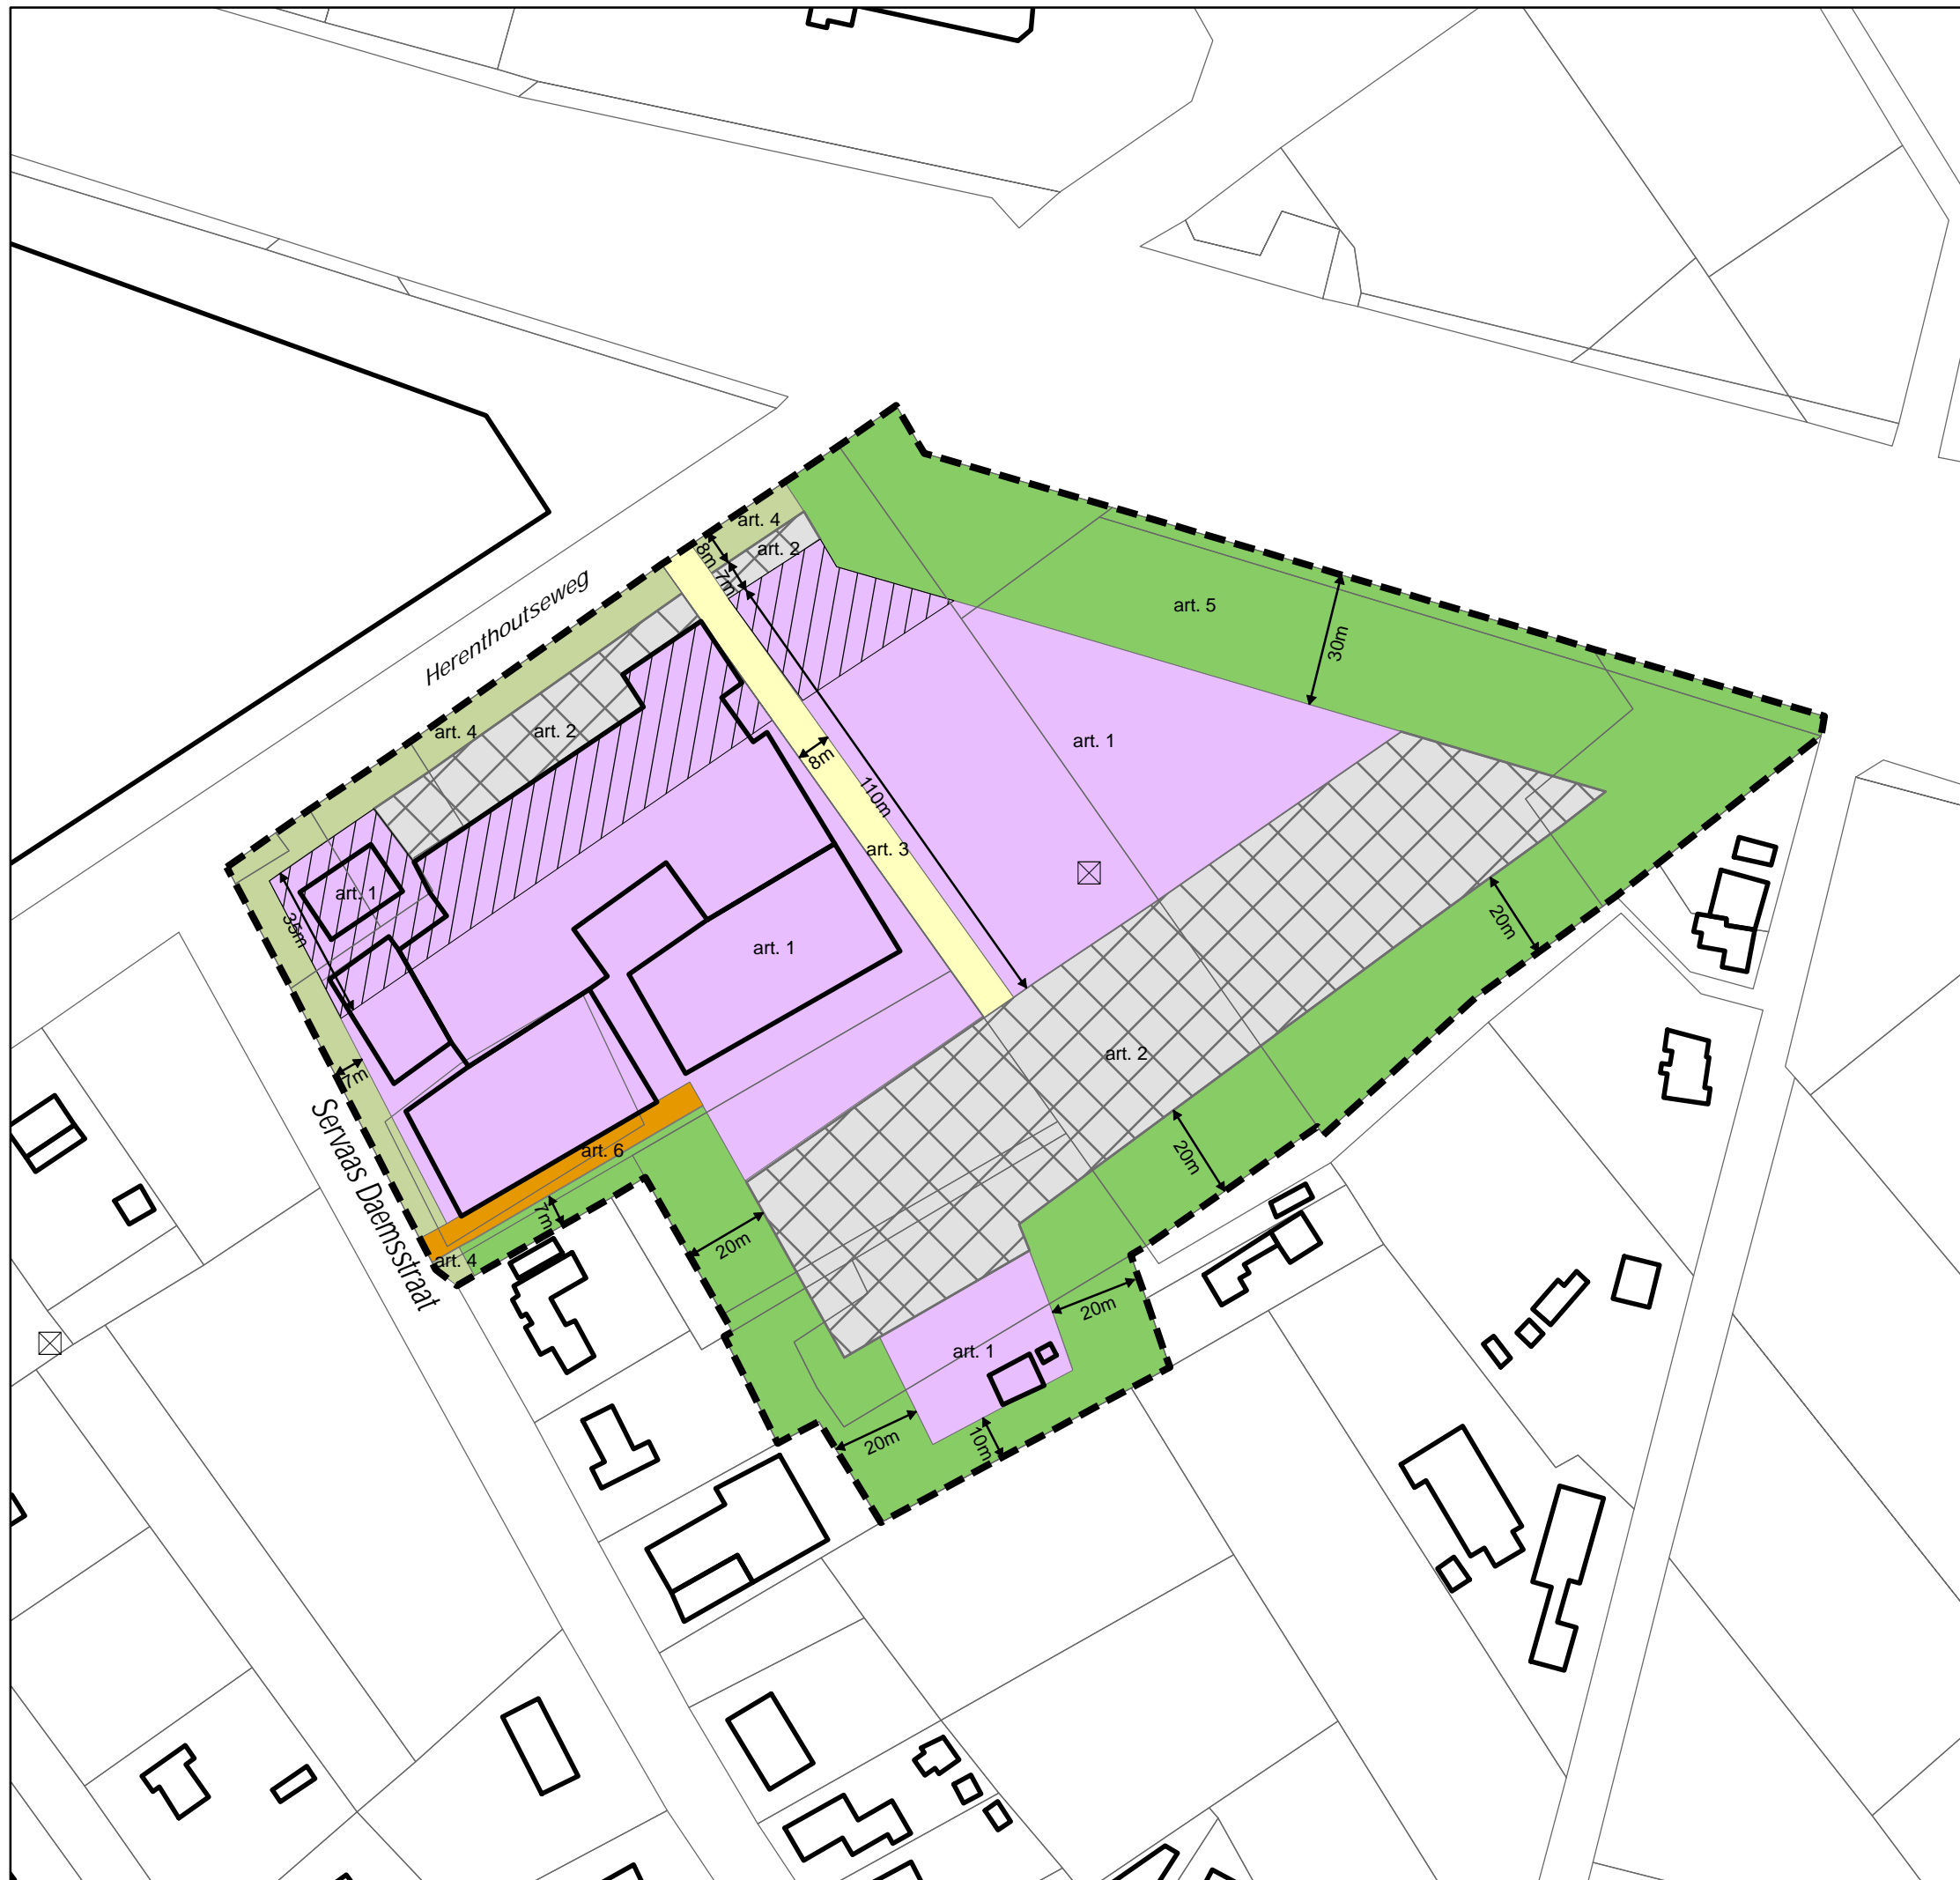 art. 4
8m
art. 2
7m
Herenthoutseweg
art. 5
30m
art. 4
art. 2
art. 1
8m
110m
art. 3
art. 1
35m
art. 1
20m
art. 2
7m
Servaas Daemsstraat
art. 6
20m
7m
20m
art. 4
20m
art. 1
20m
10m